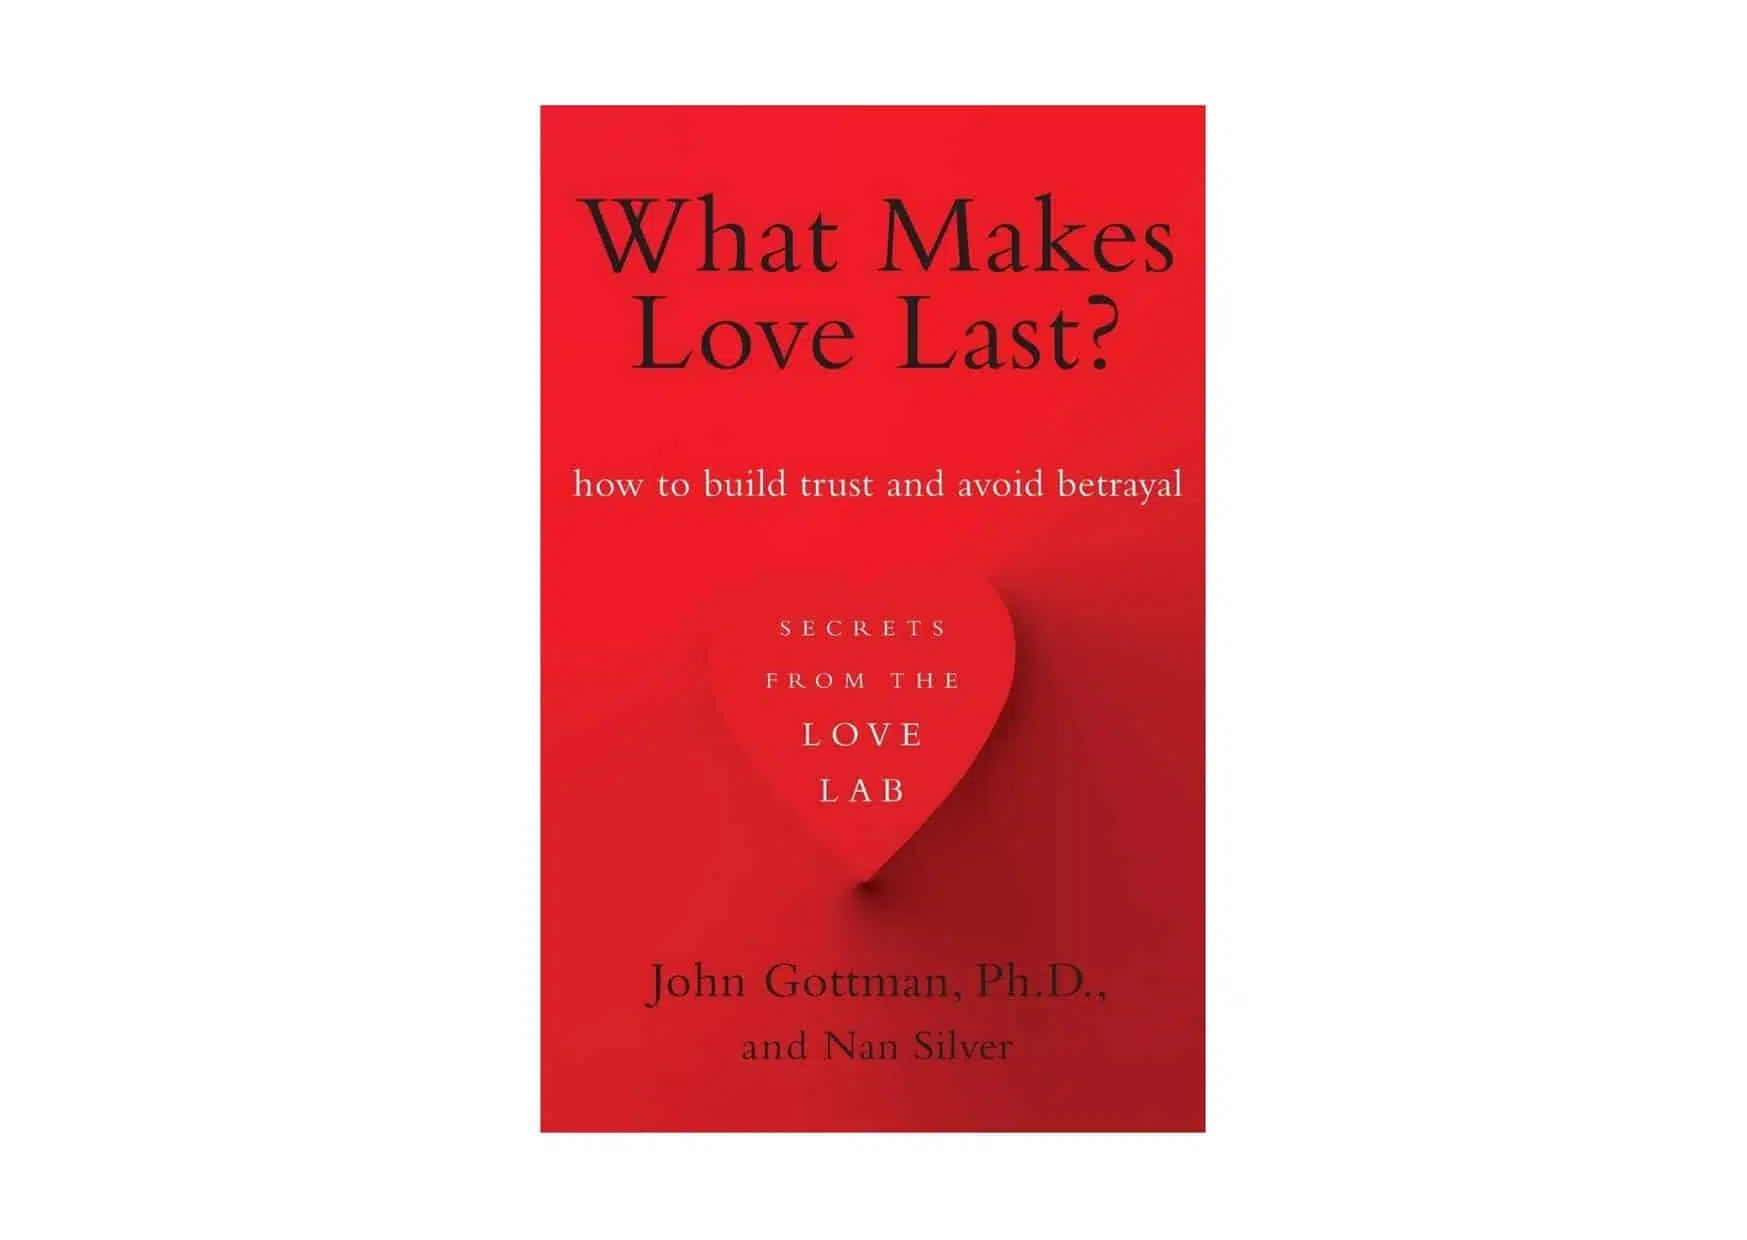 What Makes
Love Last?
how to build trust and avoid betrayal
SECRETS
FROM THE
LOVE
LAB
John Gottman, Ph.D.,
and Nan Silver